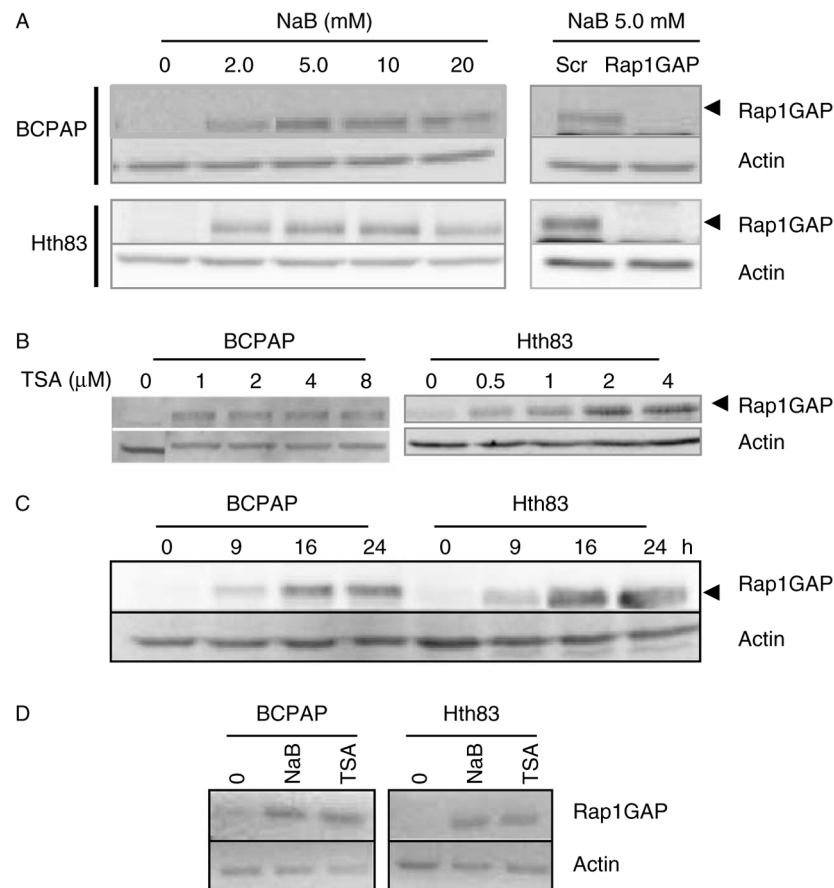 A
NaB (mM)
NaB 5.0 mM
0 2.0 5.0 10 20
Scr Rap1GAP
BCPAP
Rap1GAP
Actin
Hth83
Rap1GAP
Actin
B
BCPAP
Hth83
TSA (μM) 0 1 2 4 8
0 0.5 1 2 4
Rap1GAP
Actin
C
BCPAP
Hth83
0 9 16 24 0 9 16 24 h
Rap1GAP
Actin
D
BCPAP
Hth83
0 NaB TSA
0 NaB TSA
Rap1GAP
Actin